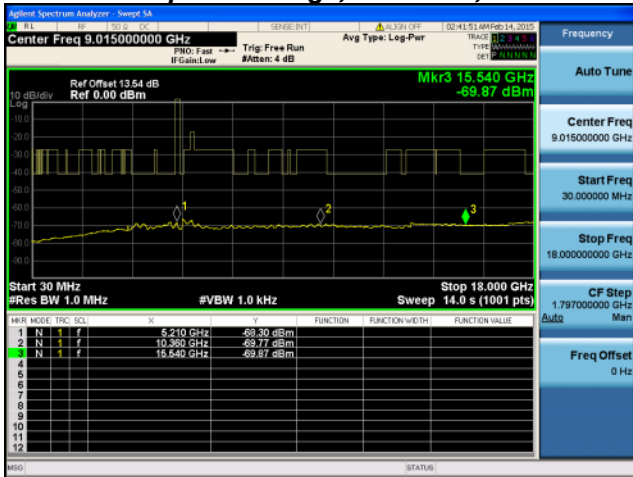 Agilent Spectrum Analyzer - Swept SA
RL RF 50 Ω DC SENSE:INT ALIGN OFF 02:41:51 AM Feb 14, 2015
Center Freq 9.015000000 GHz
PNO: Fast
IFGain:Low
Trig: Free Run
#Atten: 4 dB
Avg Type: Log-Pwr
TRACE 1 2 3 4 5 6
TYPE
DET P N N N N N
Ref Offset 13.54 dB
10 dB/div Ref 0.00 dBm
Log
Mkr3 15.540 GHz
-69.87 dBm
-10.0
-20.0
-30.0
-40.0
-50.0
-60.0
-70.0
-80.0
-90.0
1
2
3
Start 30 MHz Stop 18.000 GHz
#Res BW 1.0 MHz #VBW 1.0 kHz Sweep 14.0 s (1001 pts)
MKR MODE TRC SCL X Y FUNCTION FUNCTION WIDTH FUNCTION VALUE
1 N 1 f 5.210 GHz -68.30 dBm
2 N 1 f 10.360 GHz -69.77 dBm
3 N 1 f 15.540 GHz -69.87 dBm
4
5
6
7
8
9
10
11
12
MSG STATUS
Frequency
Auto Tune
Center Freq
9.015000000 GHz
Start Freq
30.000000 MHz
Stop Freq
18.000000000 GHz
CF Step
1.797000000 GHz
Auto Man
Freq Offset
0 Hz